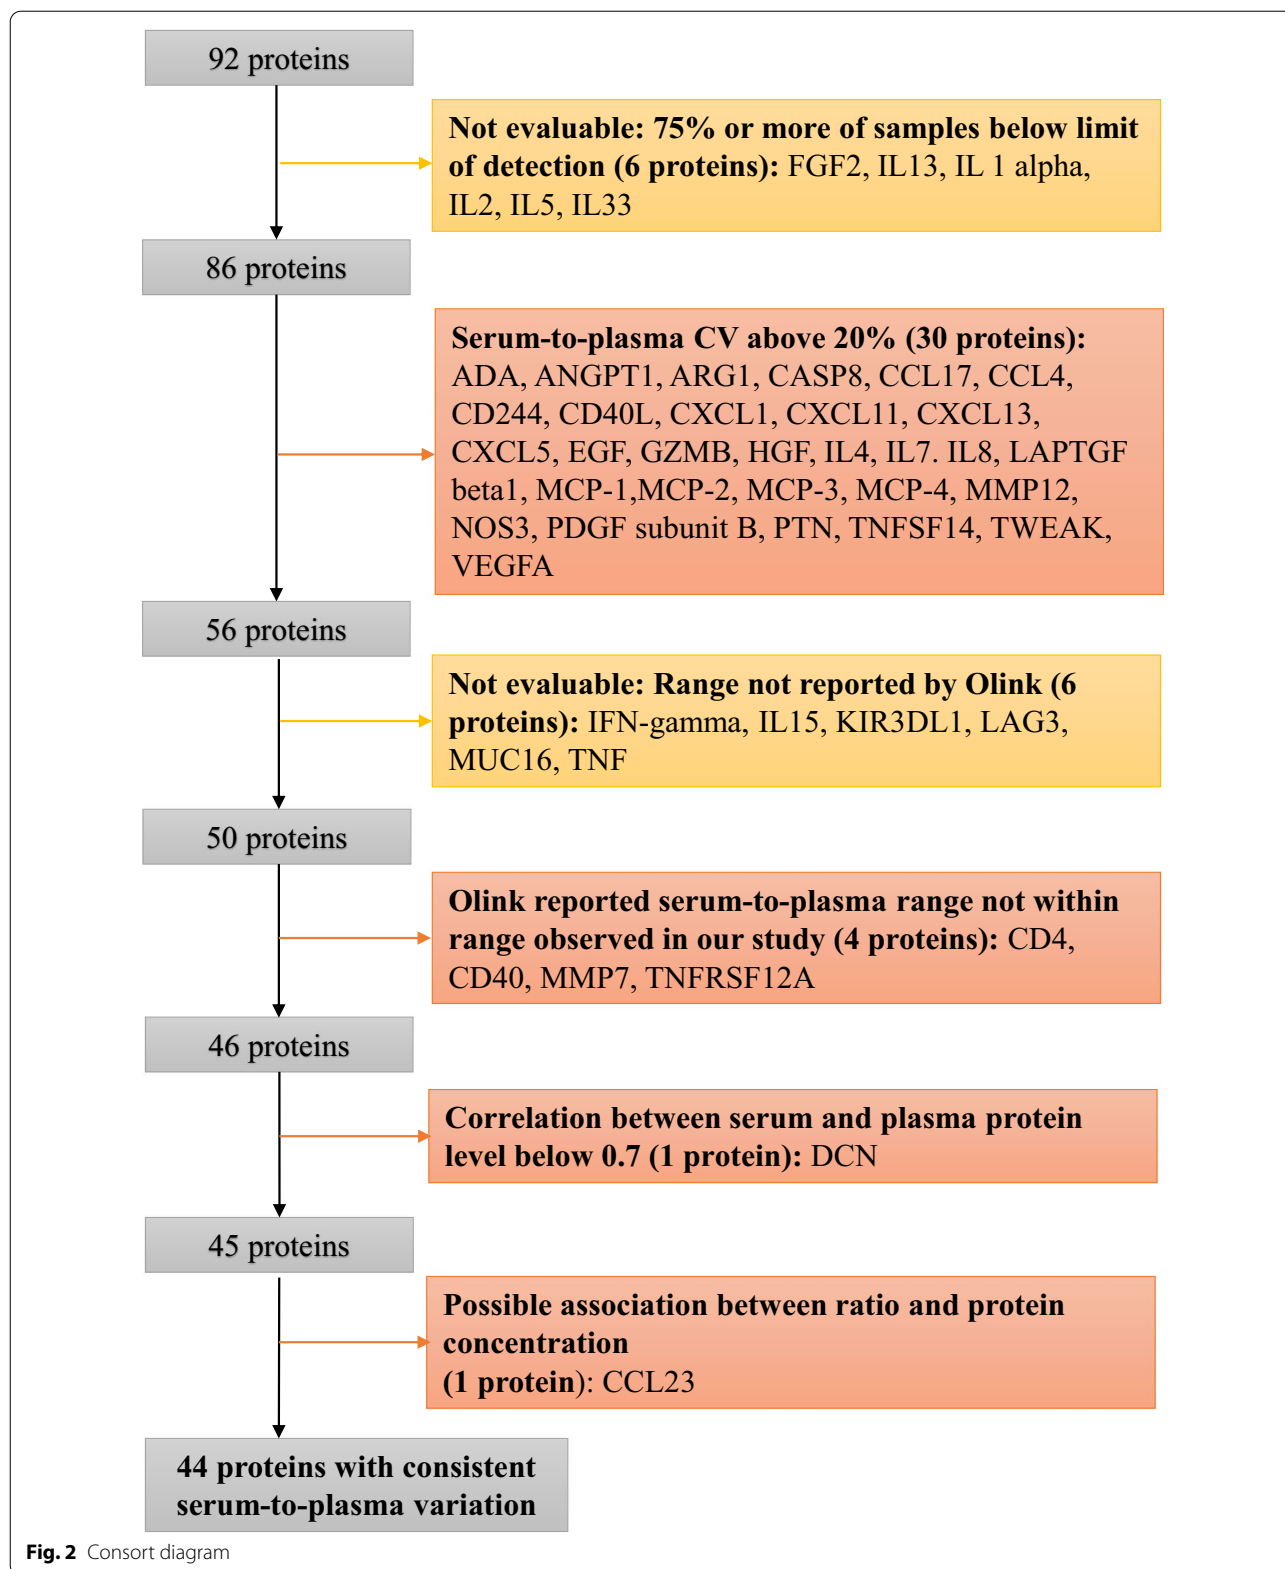 92 proteins
Not evaluable: 75% or more of samples below limit
of detection (6 proteins): FGF2, IL13, IL 1 alpha,
IL2, IL5, IL33
86 proteins
Serum-to-plasma CV above 20% (30 proteins):
ADA, ANGPT1, ARG1, CASP8, CCL17, CCL4,
CD244, CD40L, CXCL1, CXCL11, CXCL13,
CXCL5, EGF, GZMB, HGF, IL4, IL7. IL8, LAPTGF
beta1, MCP-1,MCP-2, MCP-3, MCP-4, MMP12,
NOS3, PDGF subunit B, PTN, TNFSF14, TWEAK,
VEGFA
56 proteins
Not evaluable: Range not reported by Olink (6
proteins): IFN-gamma, IL15, KIR3DL1, LAG3,
MUC16, TNF
50 proteins
Olink reported serum-to-plasma range not within
range observed in our study (4 proteins): CD4,
CD40, MMP7, TNFRSF12A
46 proteins
Correlation between serum and plasma protein
level below 0.7 (1 protein): DCN
45 proteins
Possible association between ratio and protein
concentration
(1 protein): CCL23
44 proteins with consistent
serum-to-plasma variation
Fig. 2 Consort diagram